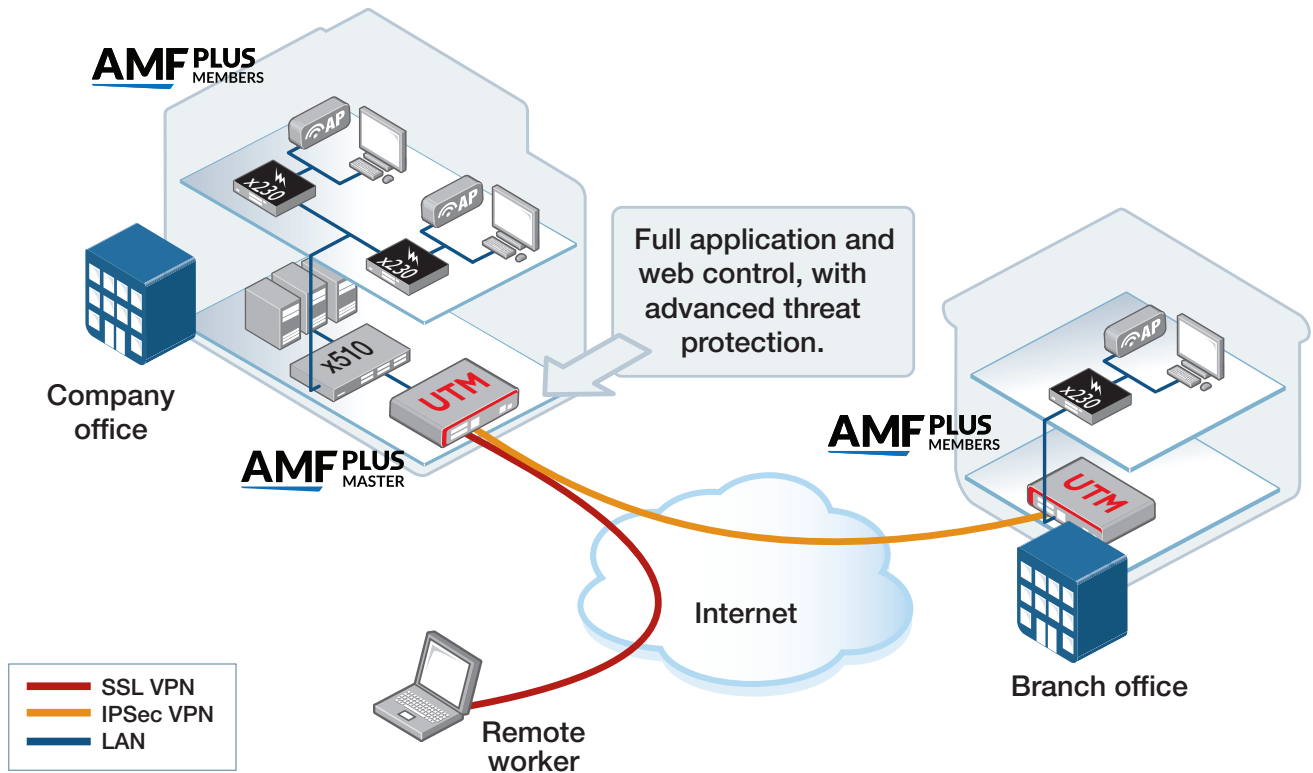 AMF PLUS
MEMBERS
AP
x230
AP
x230
Full application and
web control, with
advanced threat
protection.
x510
UTM
Company
office
AMF PLUS
MASTER
AP
x230
AMF PLUS
MEMBERS
UTM
Internet
Branch office
Remote
worker
SSL VPN
IPSec VPN
LAN